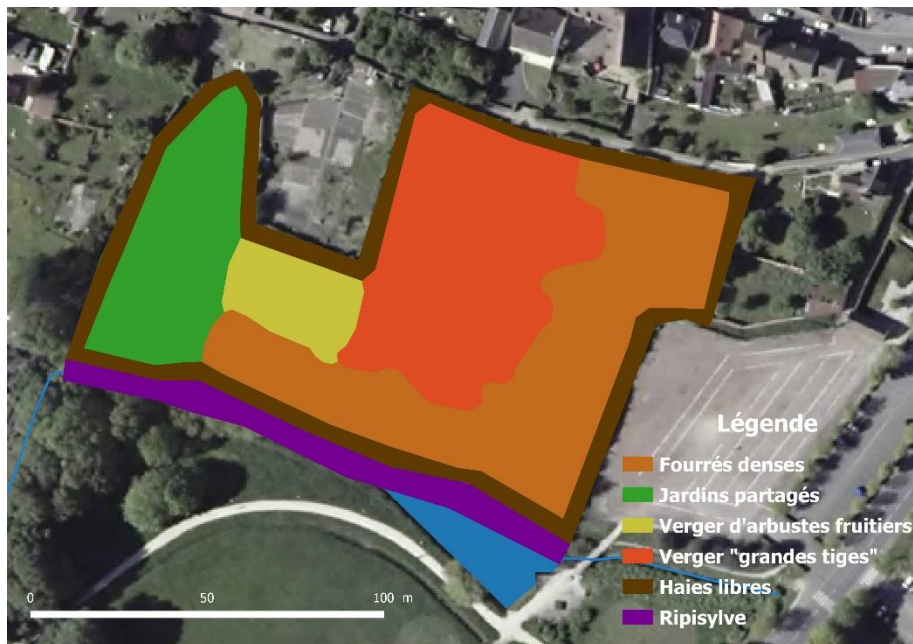 Légende
Fourrés denses
Jardins partagés
Verger d'arbustes fruitiers
Verger "grandes tiges"
Haies libres
Ripisylve
0 50 100 m